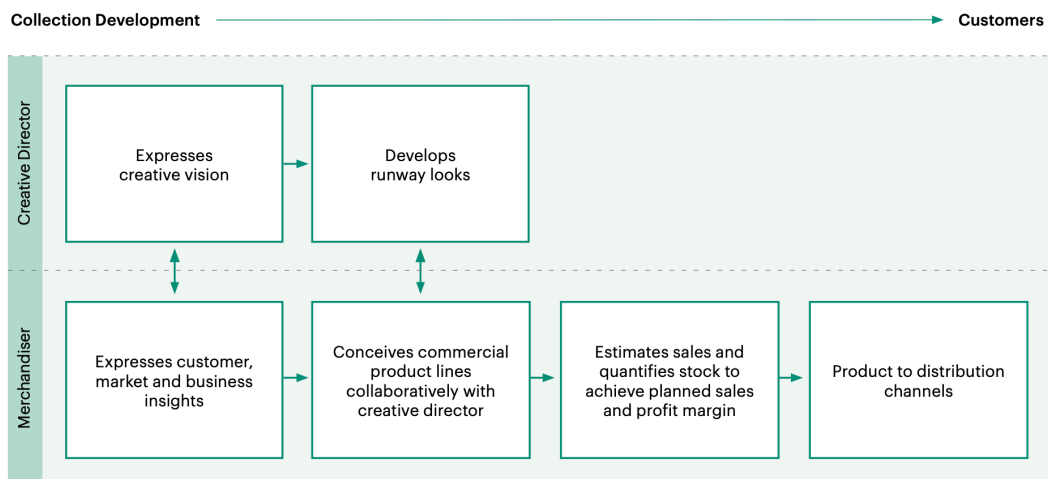 Collection Development
Customers
Creative Director
Expresses
creative vision
Develops
runway looks
Merchandiser
Expresses customer,
market and business
insights
Conceives commercial
product lines
collaboratively with
creative director
Estimates sales and
quantifies stock to
achieve planned sales
and profit margin
Product to distribution
channels